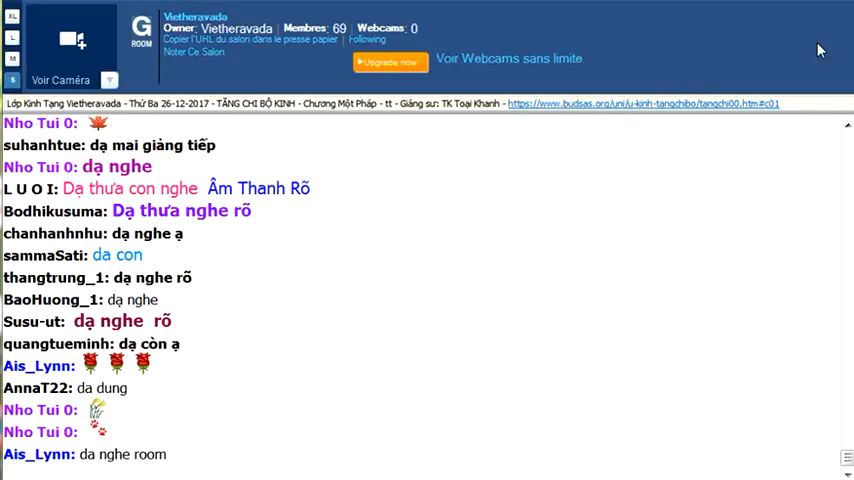 XL
L
M
S
Voir Caméra
G
ROOM
Vietheravada
Owner: Vietheravada | Membres: 69 | Webcams: 0
Copier l'URL du salon dans le presse papier | Following
Noter Ce Salon
Upgrade now
Voir Webcams sans limite
Lớp Kinh Tạng Vietheravada - Thứ Ba 26-12-2017 - TĂNG CHI BỘ KINH - Chương Một Pháp - tt - Giảng sư: TK Toại Khanh - https://www.budsas.org/uni/u-kinh-tangchibo/tangchi00.htm#c01
Nho Tui 0:
suhanhtue: dạ mai giảng tiếp
Nho Tui 0: dạ nghe
L U O I: Dạ thưa con nghe Âm Thanh Rõ
Bodhikusuma: Dạ thưa nghe rõ
chanhanhnhu: dạ nghe ạ
sammaSati: da con
thangtrung_1: dạ nghe rõ
BaoHuong_1: dạ nghe
Susu-ut: dạ nghe rõ
quangtueminh: dạ còn ạ
Ais_Lynn:
AnnaT22: da dung
Nho Tui 0:
Nho Tui 0:
Ais_Lynn: da nghe room